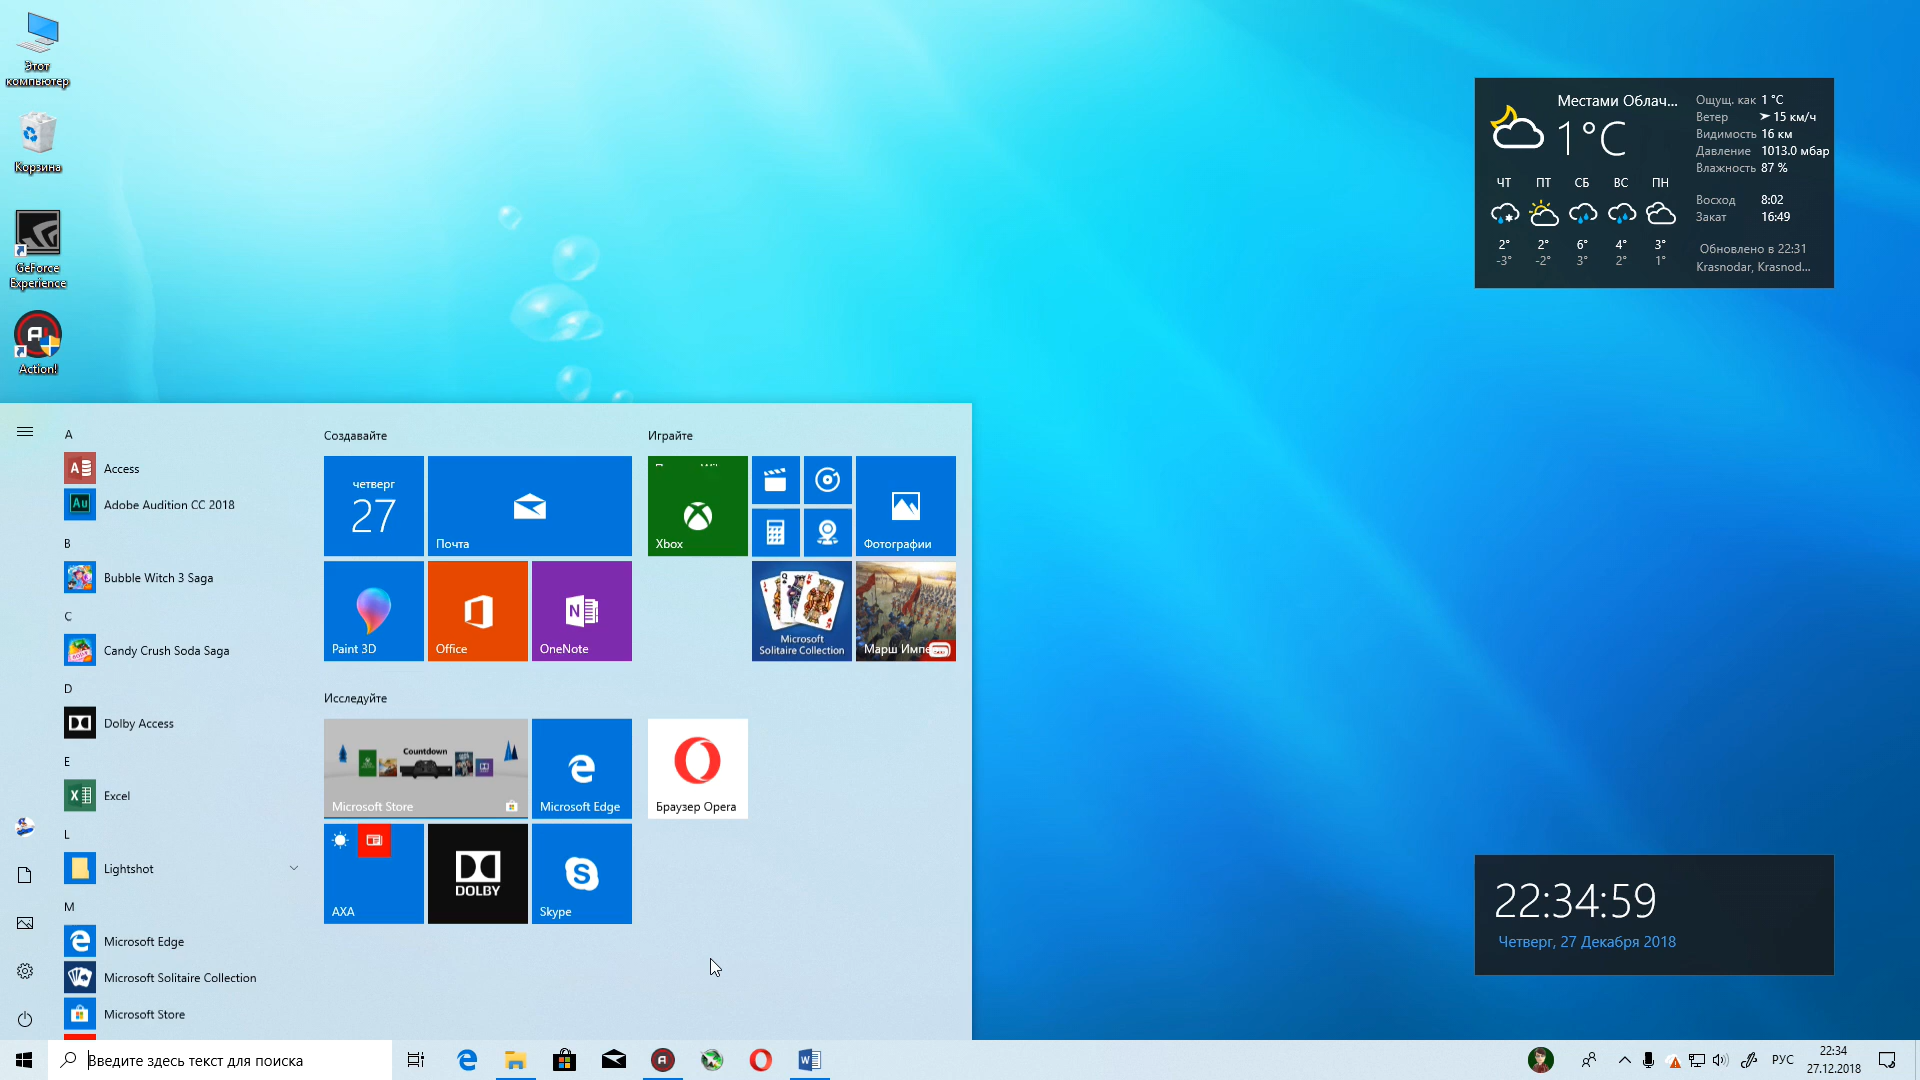 Этот
компьютер
Корзина
GeForce
Experience
Action!
Местами Облач...
1°C
Ощущ. как 1 °C
Ветер 15 км/ч
Видимость 16 км
Давление 1013.0 мбар
Влажность 87 %
ЧТ ПТ СБ ВС ПН
2° 2° 6° 4° 3°
-3° -2° 3° 2° 1°
Восход 8:02
Закат 16:49
Обновлено в 22:31
Krasnodar, Krasnod...
A
Access
Adobe Audition CC 2018
B
Bubble Witch 3 Saga
C
Candy Crush Soda Saga
D
Dolby Access
E
Excel
L
Lightshot
M
Microsoft Edge
Microsoft Solitaire Collection
Microsoft Store
Создавайте
четверг
27
Почта
Paint 3D
Office
OneNote
Играйте
Xbox
Фотографии
Microsoft
Solitaire Collection
Марш Импе
Исследуйте
Countdown
Microsoft Store
Microsoft Edge
Браузер Opera
АХА
DOLBY
Skype
22:34:59
Четверг, 27 Декабря 2018
Введите здесь текст для поиска
РУС
22:34
27.12.2018